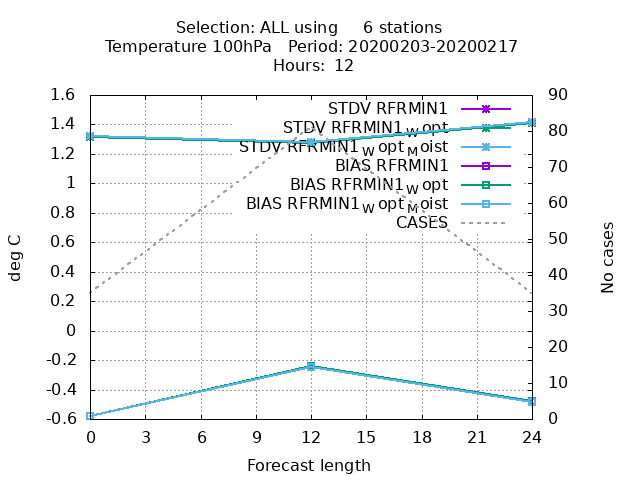 Selection: ALL using     6 stations
Temperature 100hPa   Period: 20200203-20200217
Hours: 12
1.6
1.4
1.2
1
0.8
0.6
0.4
0.2
0
-0.2
-0.4
-0.6
deg C
STDV RFRMIN1
STDV RFRMIN1_W opt
STDV RFRMIN1_W opt_M oist
BIAS RFRMIN1
BIAS RFRMIN1_W opt
BIAS RFRMIN1_W opt_M oist
CASES
90
80
70
60
50
40
30
20
10
0
No cases
0 3 6 9 12 15 18 21 24
Forecast length